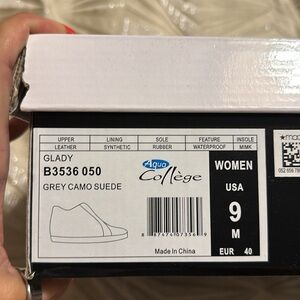 UPPER LINING SOLE FEATURE INSOLE
LEATHER SYNTHETIC RUBBER WATERPROOF MINK
GLADY
B3536 050
GREY CAMO SUEDE
Aqua
College
WOMEN
USA
9
M
EUR 40
Made In China